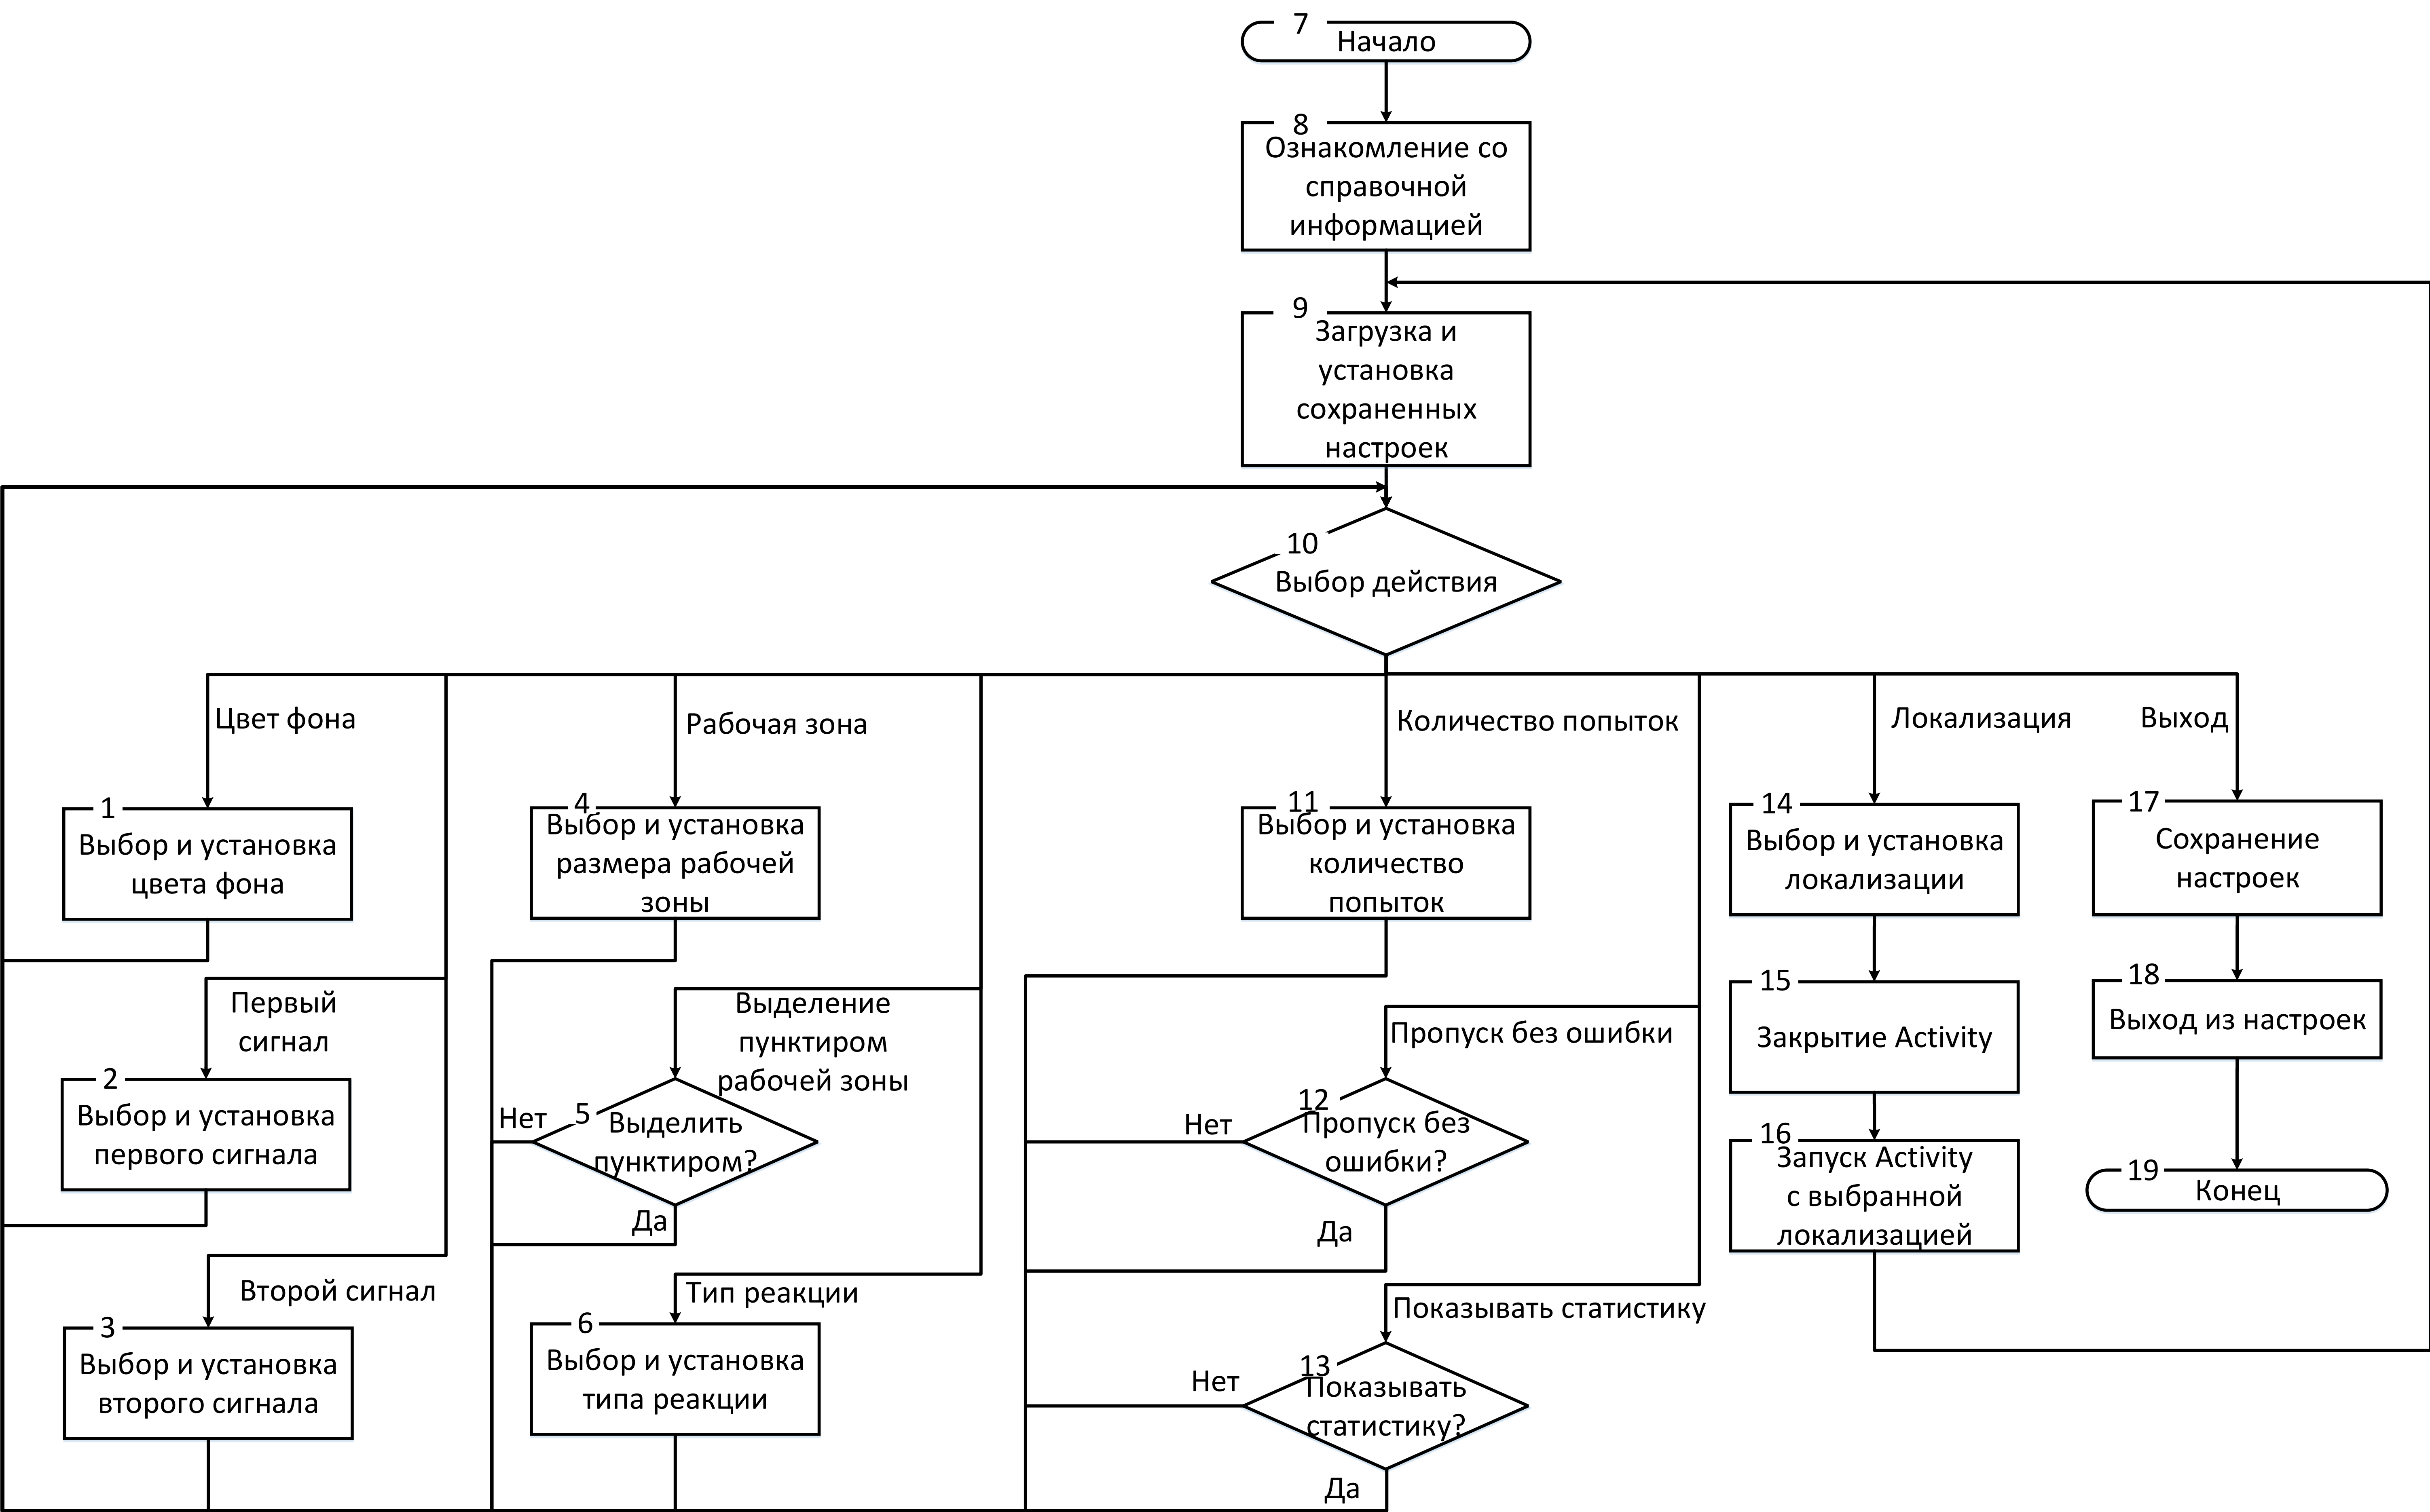 7
Начало
8
Ознакомление со
справочной
информацией
9
Загрузка и
установка
сохраненных
настроек
10
Выбор действия
Цвет фона
Рабочая зона
Количество попыток
Локализация
Выход
1
Выбор и установка
цвета фона
4
Выбор и установка
размера рабочей
зоны
11
Выбор и установка
количество
попыток
14
Выбор и установка
локализации
17
Сохранение
настроек
Первый
сигнал
2
Выбор и установка
первого сигнала
Выделение
пунктиром
рабочей зоны
Нет
5
Выделить
пунктиром?
Да
Пропуск без ошибки
Нет
12
Пропуск без
ошибки?
Да
15
Закрытие Activity
18
Выход из настроек
16
Запуск Activity
с выбранной
локализацией
19
Конец
Второй сигнал
3
Выбор и установка
второго сигнала
Тип реакции
6
Выбор и установка
типа реакции
Показывать статистику
Нет
13
Показывать
статистику?
Да